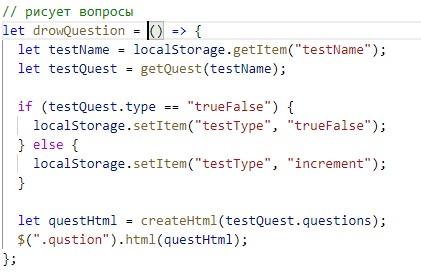 // рисует вопросы
let drowQuestion = () => {
let testName = localStorage.getItem("testName");
let testQuest = getQuest(testName);
if (testQuest.type == "trueFalse") {
localStorage.setItem("testType", "trueFalse");
} else {
localStorage.setItem("testType", "increment");
}
let questHtml = createHtml(testQuest.questions);
$(".qustion").html(questHtml);
};